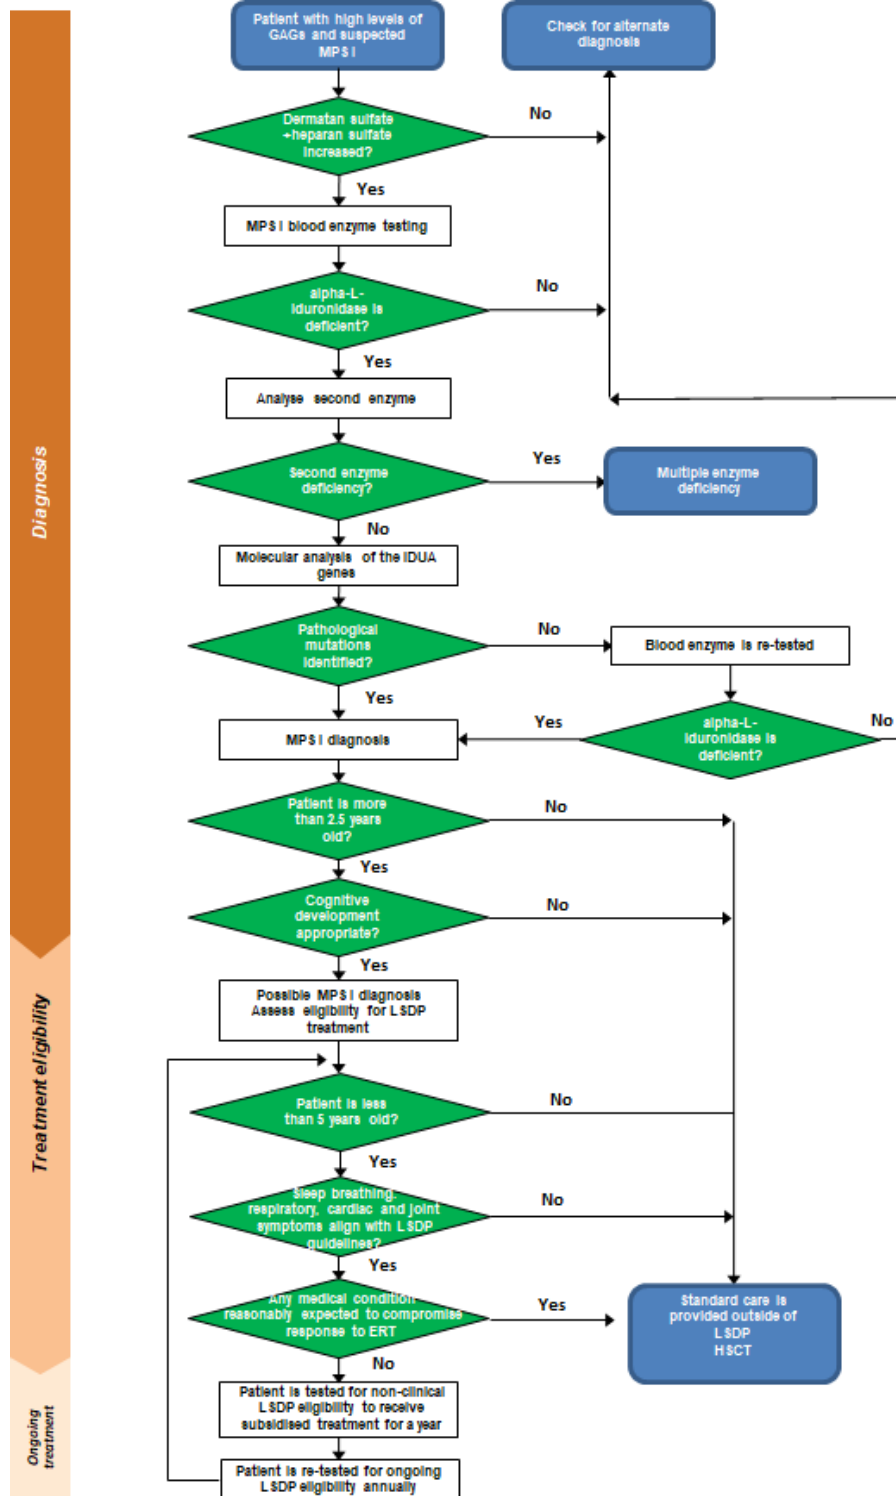 Patient with high levels of
GAGs and suspected
MPS I
Check for alternate
diagnosis
Dermatan sulfate
+heparan sulfate
increased?
No
Yes
MPS I blood enzyme testing
alpha-L-
iduronidase is
deficient?
No
Yes
Analyse second enzyme
Diagnosis
Second enzyme
deficiency?
Yes
Multiple enzyme
deficiency
No
Molecular analysis of the IDUA
genes
Pathological
mutations
identified?
No
Blood enzyme is re-tested
Yes
MPS I diagnosis
Yes
alpha-L-
iduronidase is
deficient?
No
Patient is more
than 2.5 years
old?
No
Yes
Cognitive
development
appropriate?
No
Yes
Possible MPS I diagnosis
Assess eligibility for LSDP
treatment
Treatment eligibility
Patient is less
than 5 years old?
No
Yes
Sleep breathing,
respiratory, cardiac and joint
symptoms align with LSDP
guidelines?
No
Yes
Any medical condition
reasonably expected to compromise
response to ERT
Yes
Standard care is
provided outside of
LSDP
HSCT
No
Patient is tested for non-clinical
LSDP eligibility to receive
subsidised treatment for a year
Ongoing
treatment
Patient is re-tested for ongoing
LSDP eligibility annually